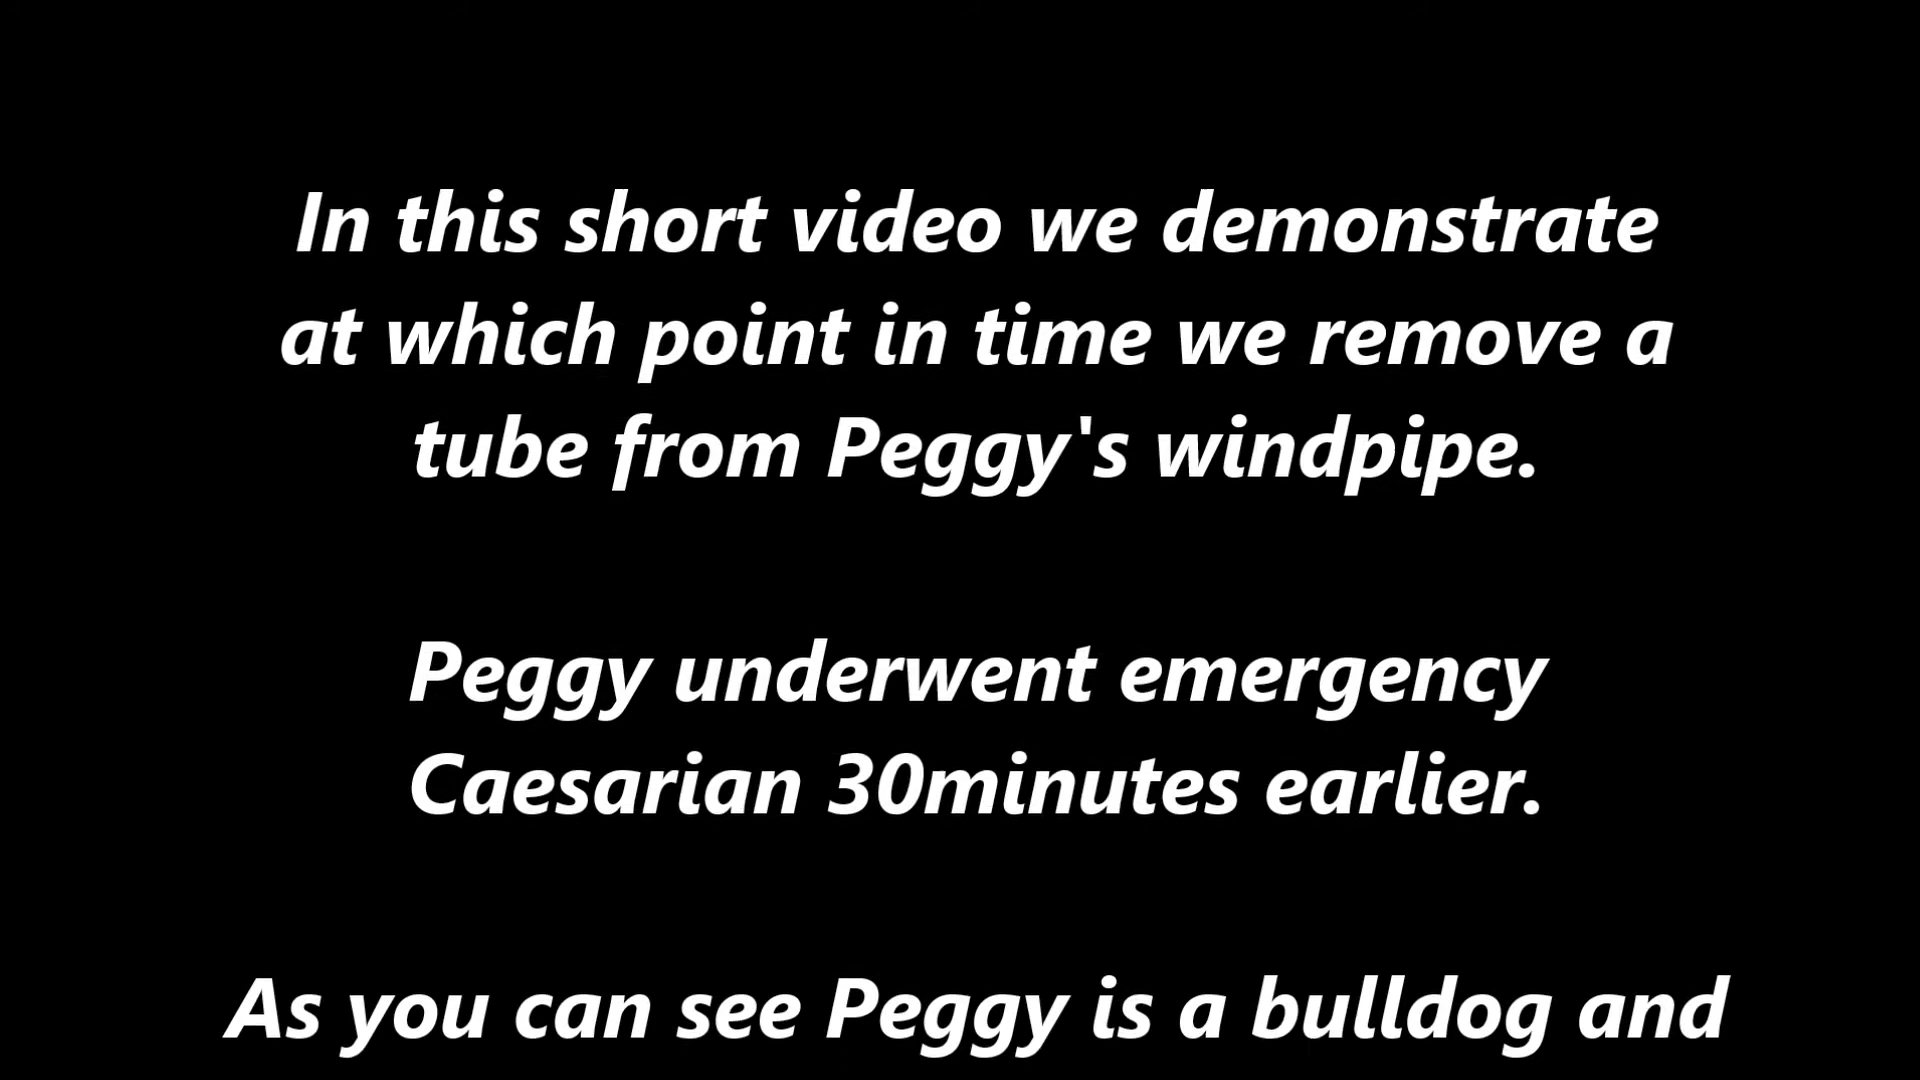 In this short video we demonstrate
at which point in time we remove a
tube from Peggy's windpipe.
Peggy underwent emergency
Caesarian 30minutes earlier.
As you can see Peggy is a bulldog and